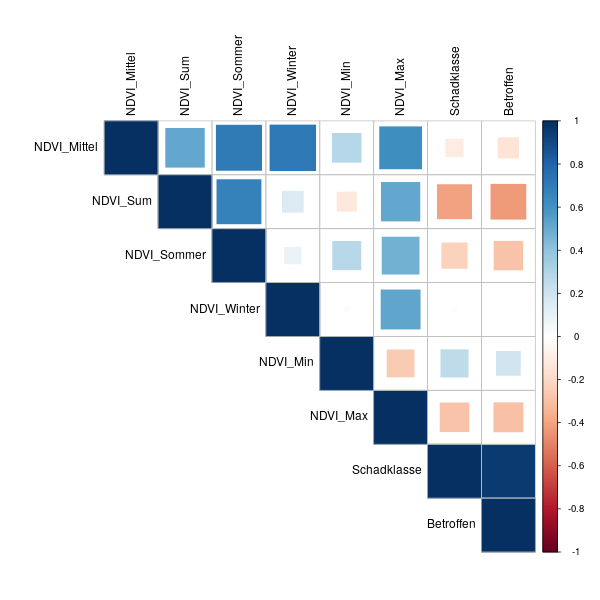 NDVI_Mittel
NDVI_Sum
NDVI_Sommer
NDVI_Winter
NDVI_Min
NDVI_Max
Schadklasse
Betroffen
NDVI_Mittel
NDVI_Sum
NDVI_Sommer
NDVI_Winter
NDVI_Min
NDVI_Max
Schadklasse
Betroffen
1
0.8
0.6
0.4
0.2
0
-0.2
-0.4
-0.6
-0.8
-1